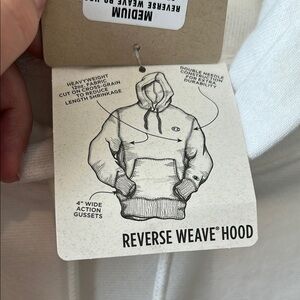 MEDIUM
REVERSE WEAVE
HEAVYWEIGHT
12oz. FABRIC
CUT ON CROSS-GRAIN
TO REDUCE
LENGTH SHRINKAGE
DOUBLE NEEDLE
CONSTRUCTION
FOR EXTRA
DURABILITY
4" WIDE
ACTION
GUSSETS
REVERSE WEAVE® HOOD